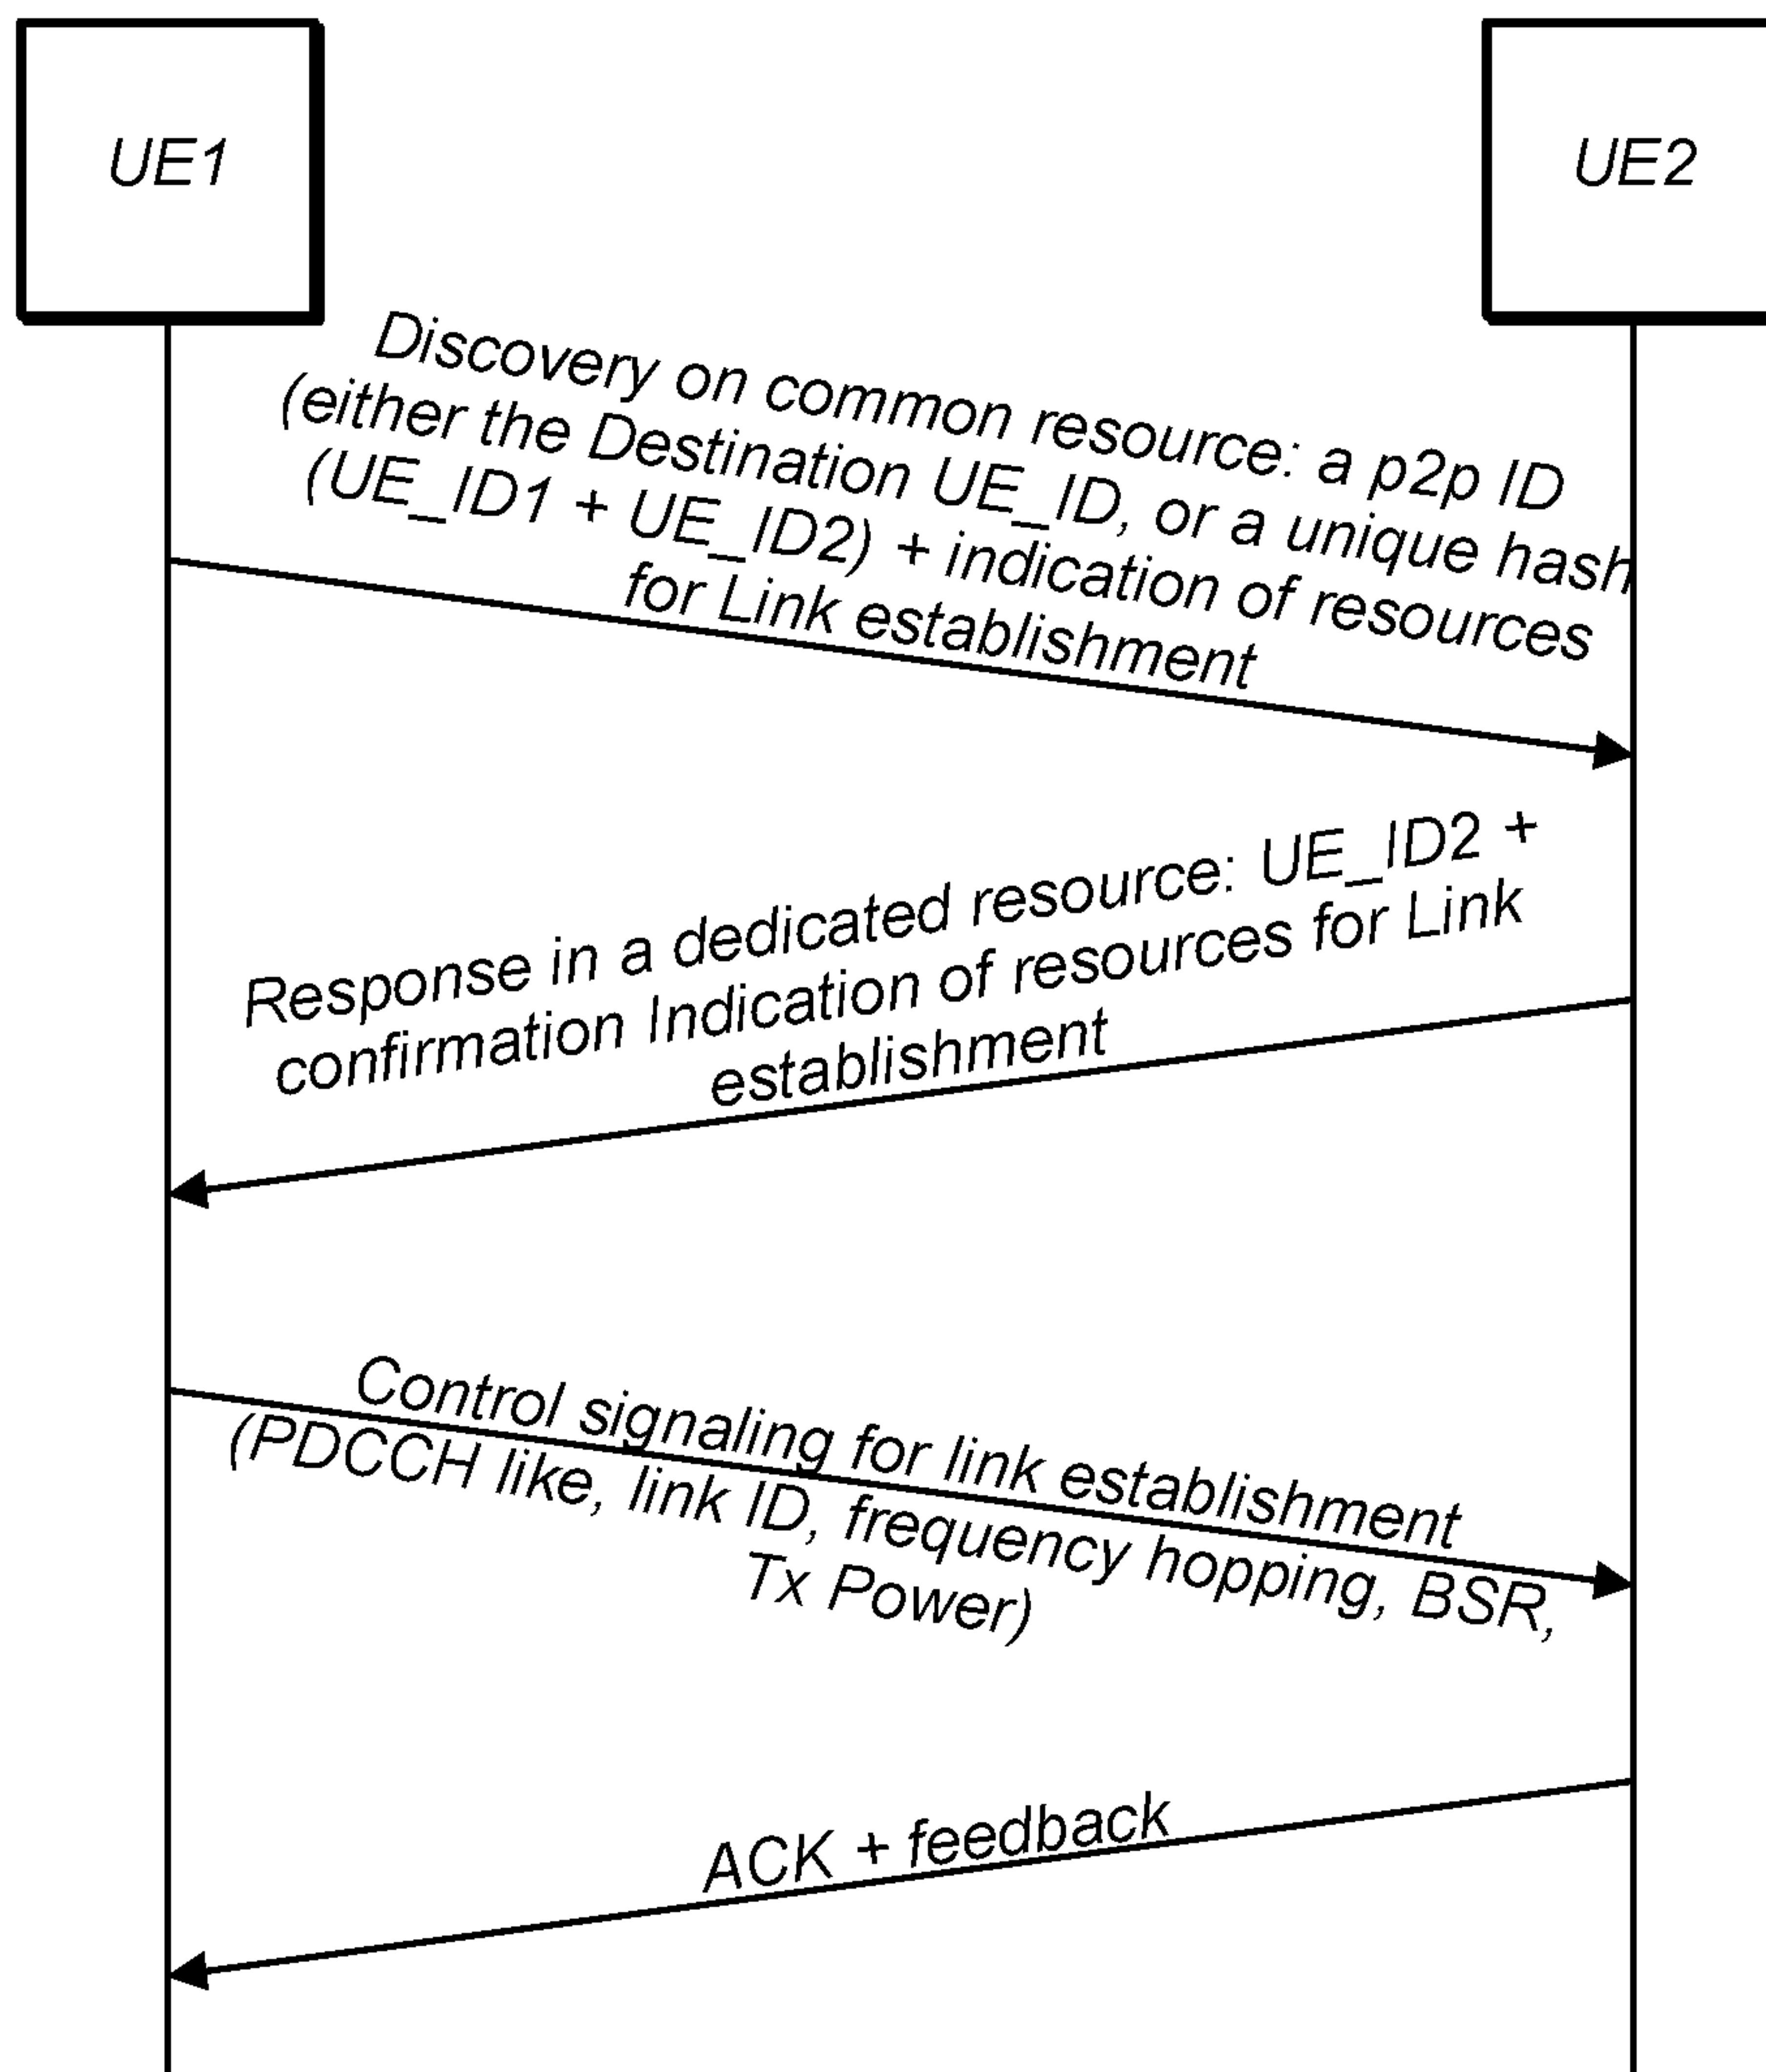 UE1
UE2
Discovery on common resource: a p2p ID
(either the Destination UE_ID, or a unique hash
(UE_ID1 + UE_ID2) + indication of resources
for Link establishment
Response in a dedicated resource: UE_ID2 +
confirmation Indication of resources for Link
establishment
Control signaling for link establishment
(PDCCH like, link ID, frequency hopping, BSR,
Tx Power)
ACK + feedback